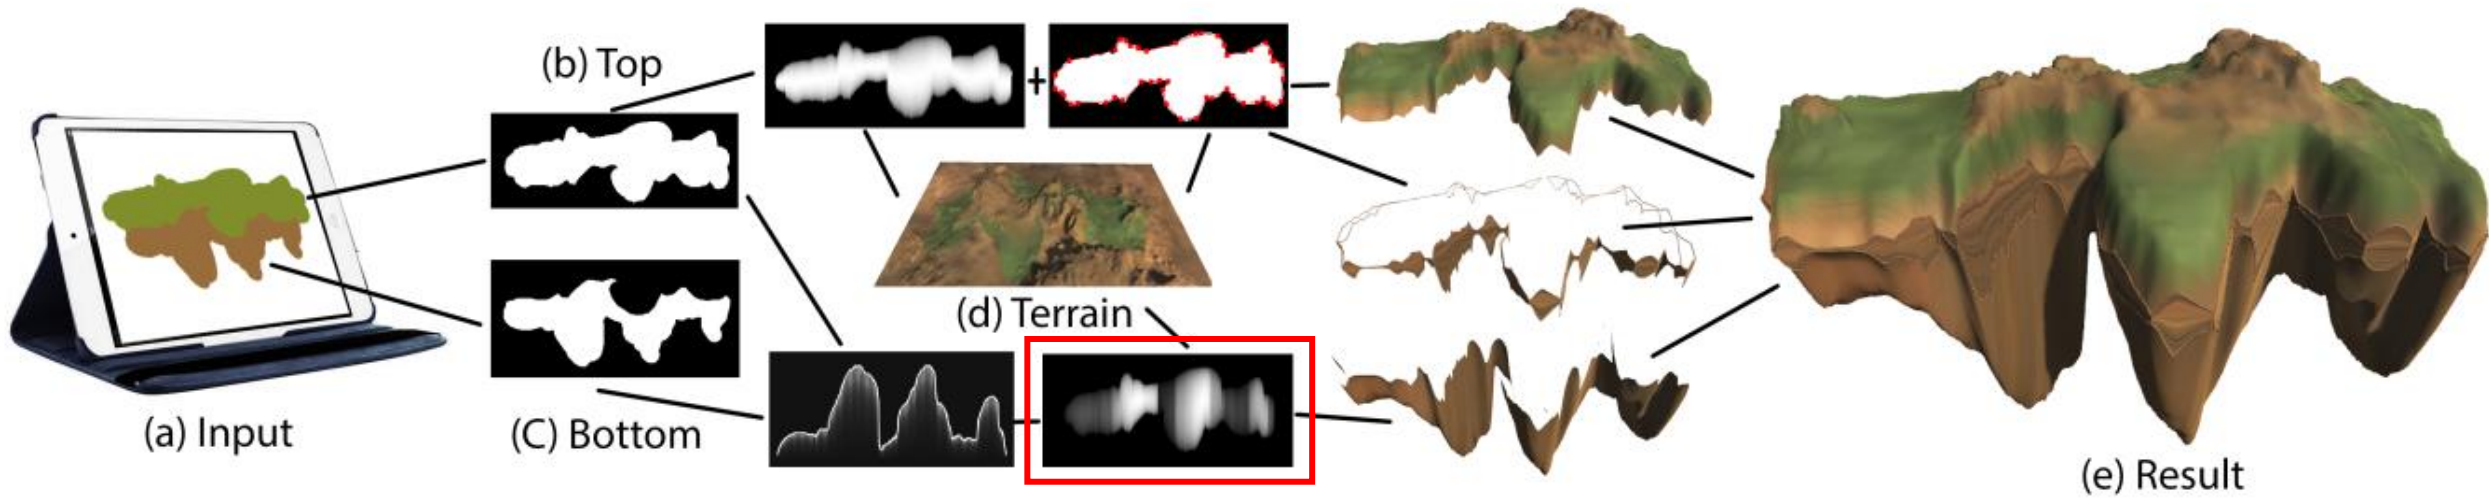 (b) Top
+
(a) Input
(C) Bottom
(d) Terrain
(e) Result